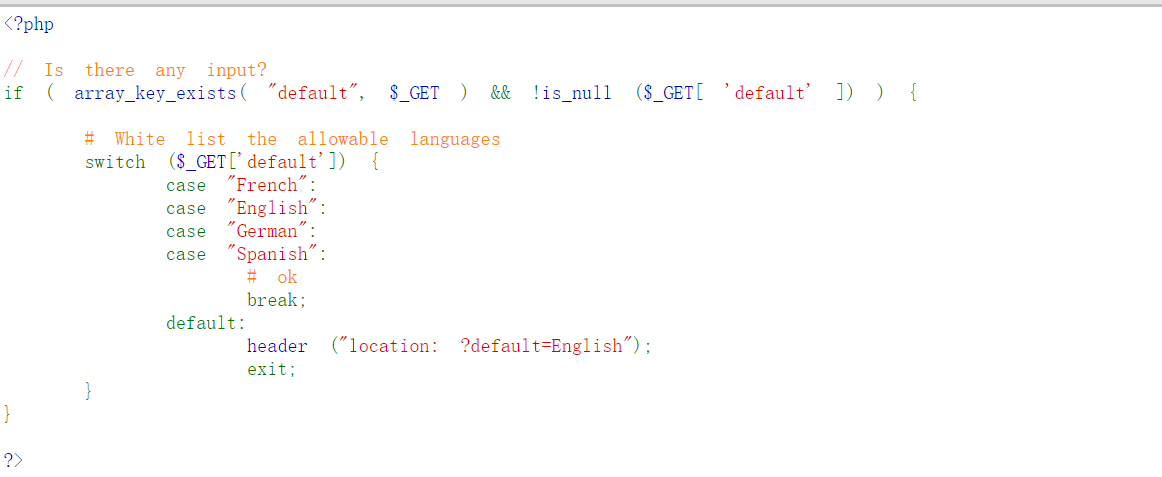 <?php
// Is there any input?
if ( array_key_exists( "default", $_GET ) && !is_null ($_GET[ 'default' ]) ) {
# White list the allowable languages
switch ($_GET['default']) {
case "French":
case "English":
case "German":
case "Spanish":
# ok
break;
default:
header ("location: ?default=English");
exit;
}
}
?>